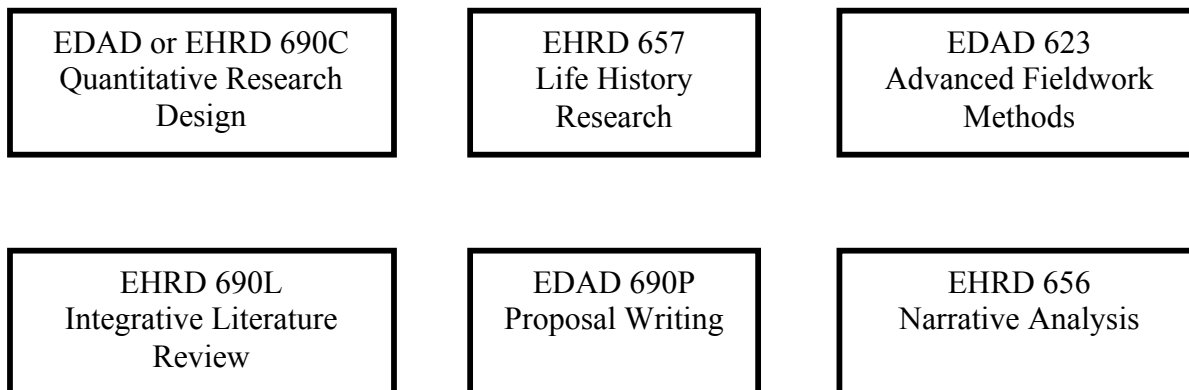 EDAD or EHRD 690C
Quantitative Research
Design
EHRD 657
Life History
Research
EDAD 623
Advanced Fieldwork
Methods
EHRD 690L
Integrative Literature
Review
EDAD 690P
Proposal Writing
EHRD 656
Narrative Analysis